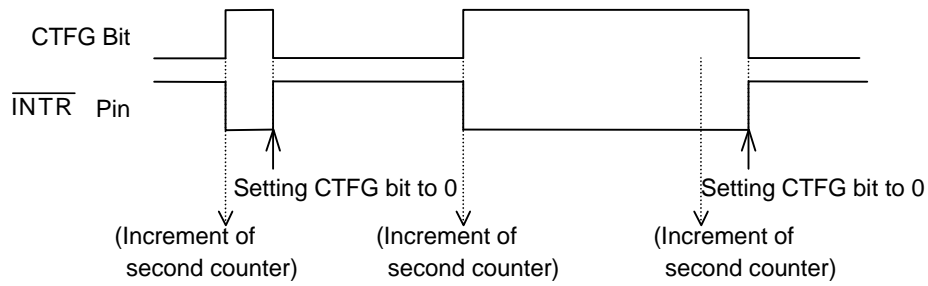 CTFG Bit
INTR Pin
Setting CTFG bit to 0
Setting CTFG bit to 0
(Increment of
second counter)
(Increment of
second counter)
(Increment of
second counter)